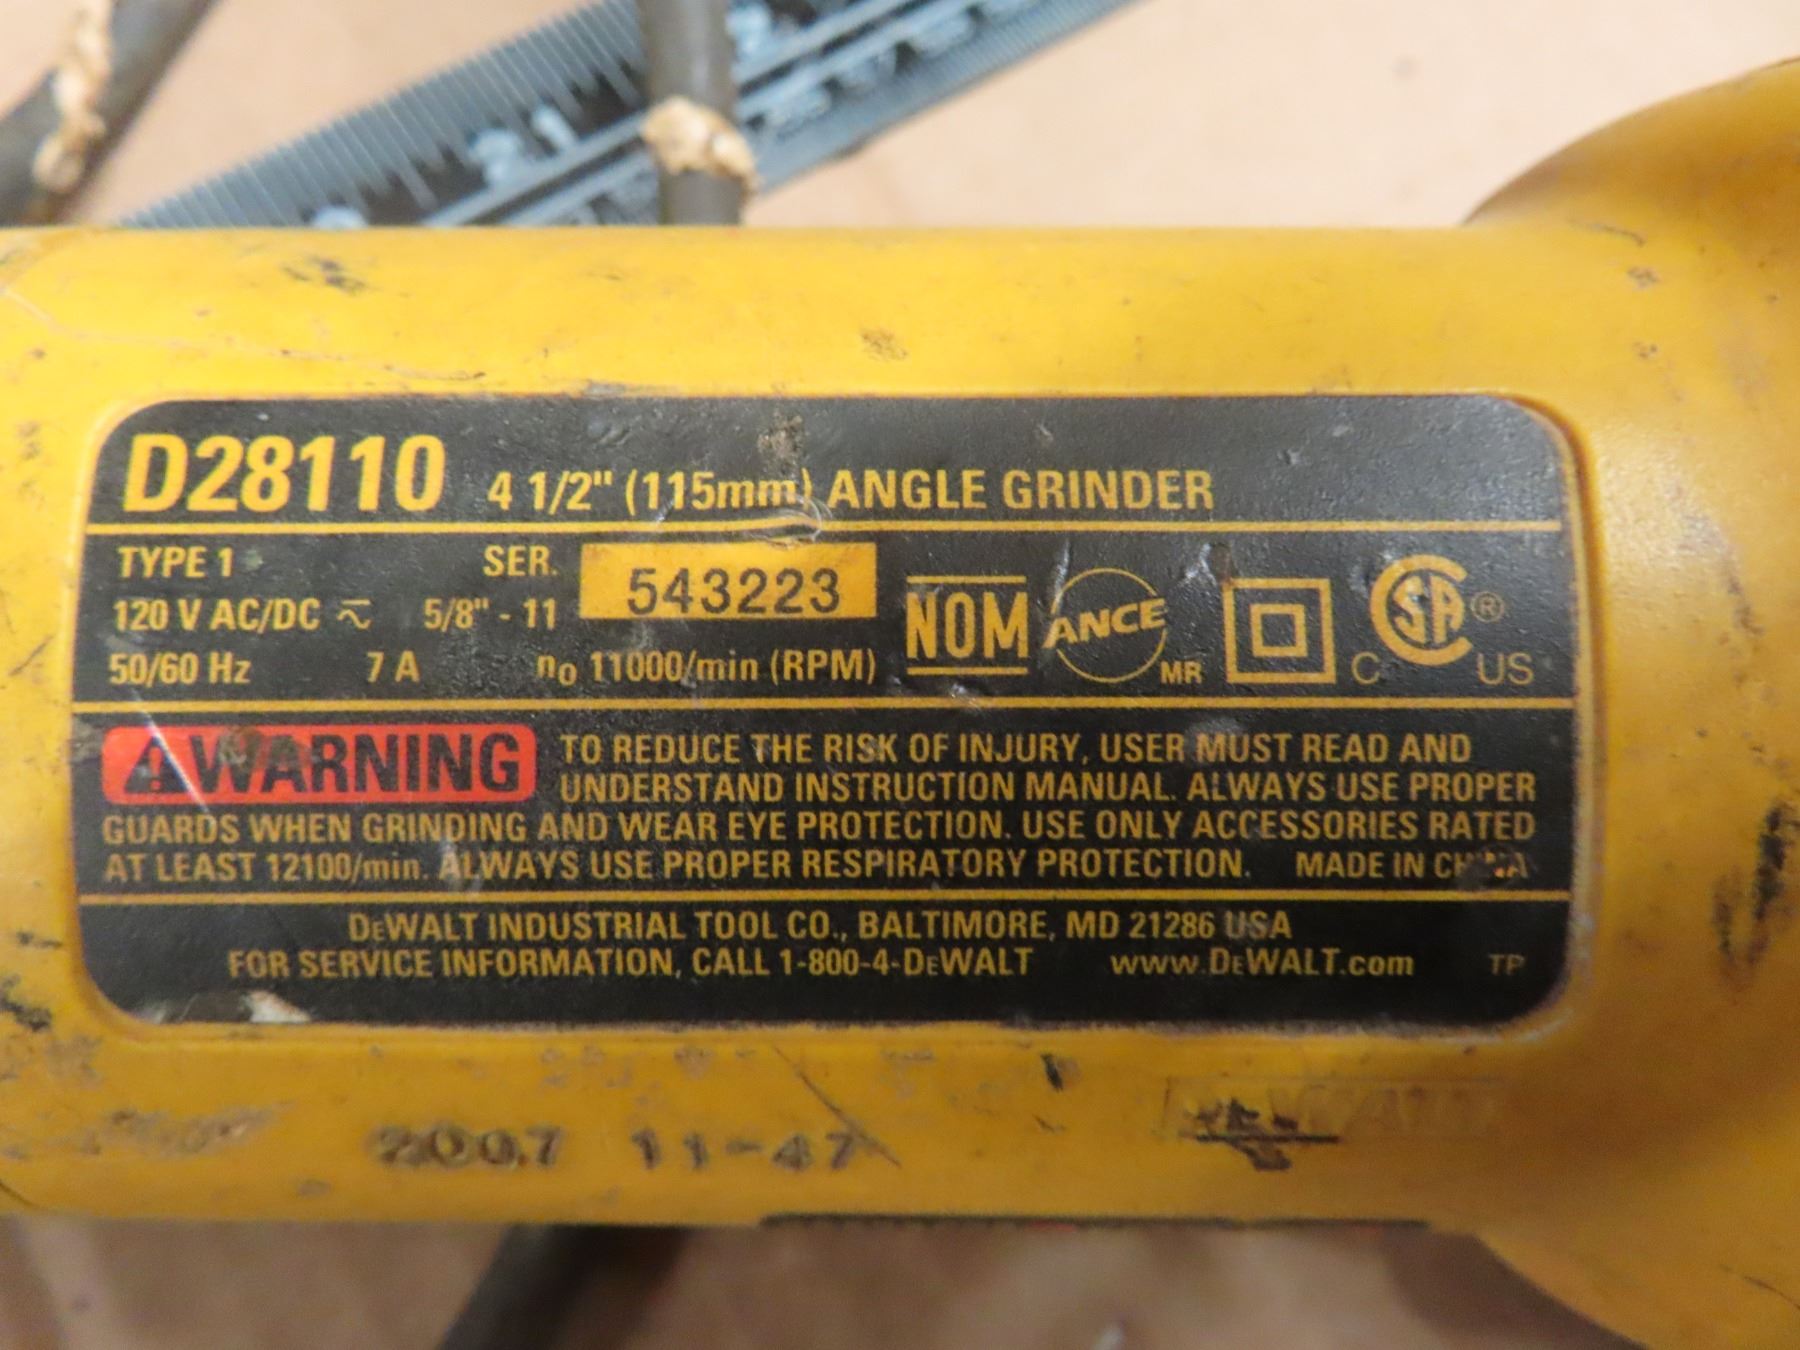 D28110 4 1/2" (115mm) ANGLE GRINDER
TYPE 1 SER. 543223
120 V AC/DC 5/8" - 11
50/60 Hz 7 A n₀ 11000/min (RPM)
NOM ANCE MR C CSA ® US
WARNING TO REDUCE THE RISK OF INJURY, USER MUST READ AND
UNDERSTAND INSTRUCTION MANUAL. ALWAYS USE PROPER
GUARDS WHEN GRINDING AND WEAR EYE PROTECTION. USE ONLY ACCESSORIES RATED
AT LEAST 12100/min. ALWAYS USE PROPER RESPIRATORY PROTECTION. MADE IN CHINA
DEWALT INDUSTRIAL TOOL CO., BALTIMORE, MD 21286 USA
FOR SERVICE INFORMATION, CALL 1-800-4-DEWALT www.DEWALT.com TP
2007 11-47
DEWALT